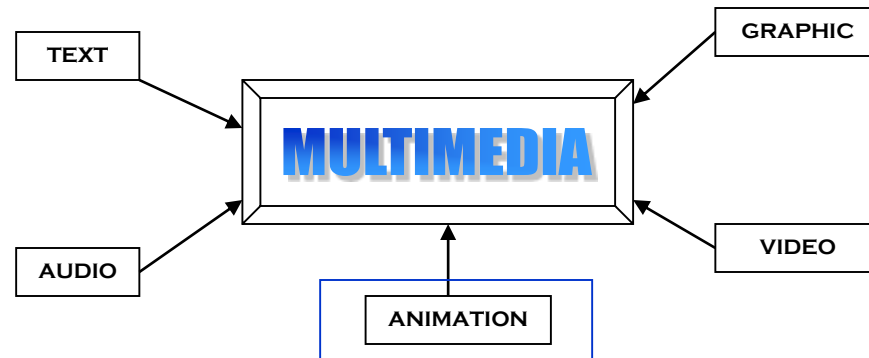 TEXT
GRAPHIC
MULTIMEDIA
AUDIO
VIDEO
ANIMATION